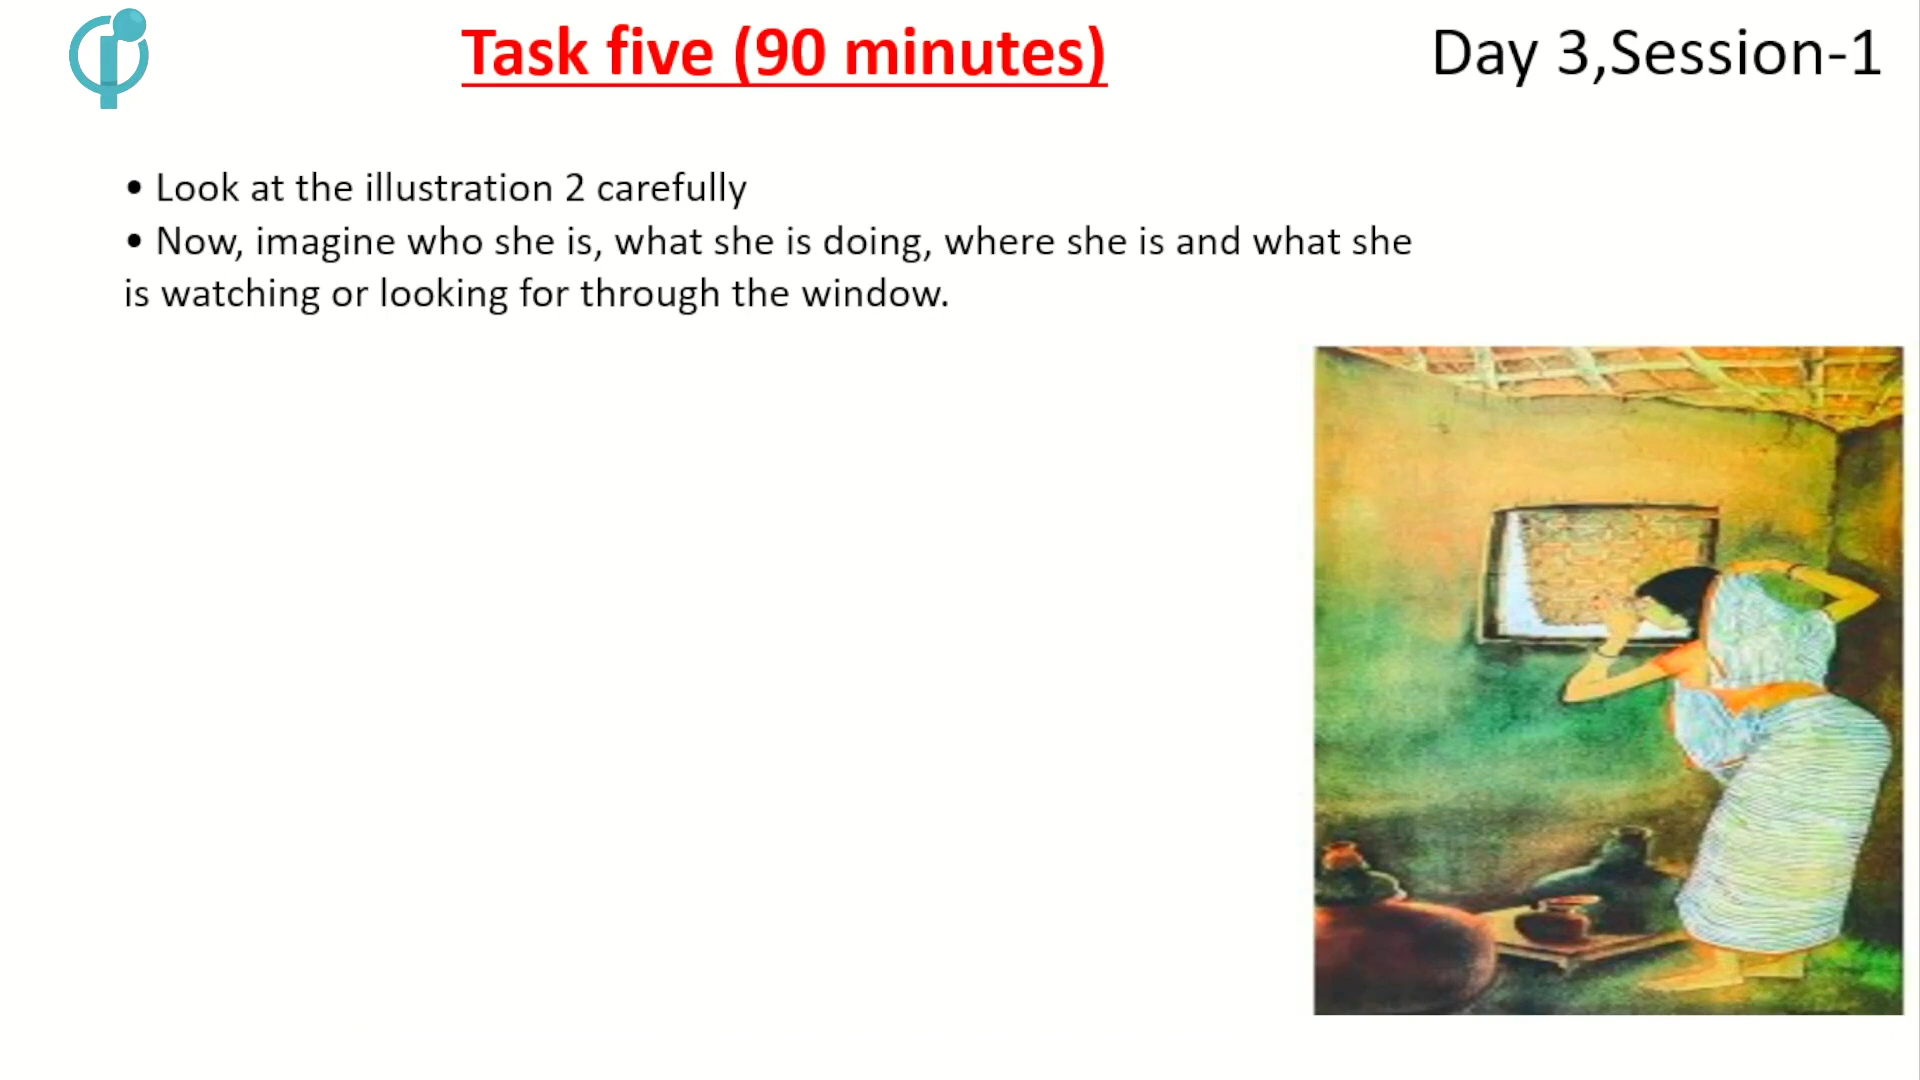 Task five (90 minutes)
Day 3,Session-1
• Look at the illustration 2 carefully
• Now, imagine who she is, what she is doing, where she is and what she
is watching or looking for through the window.